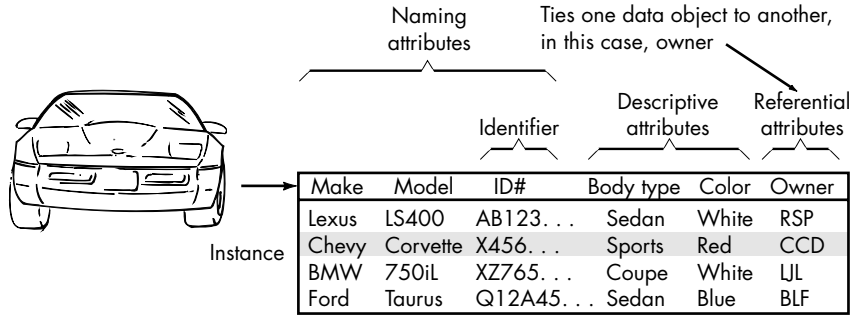 Naming
attributes
Ties one data object to another,
in this case, owner
Identifier
Descriptive
attributes
Referential
attributes
Make Model ID# Body type Color Owner
Lexus LS400 AB123. . . Sedan White RSP
Instance
Chevy Corvette X456. . . Sports Red CCD
BMW 750iL XZ765. . . Coupe White LJL
Ford Taurus Q12A45. . . Sedan Blue BLF